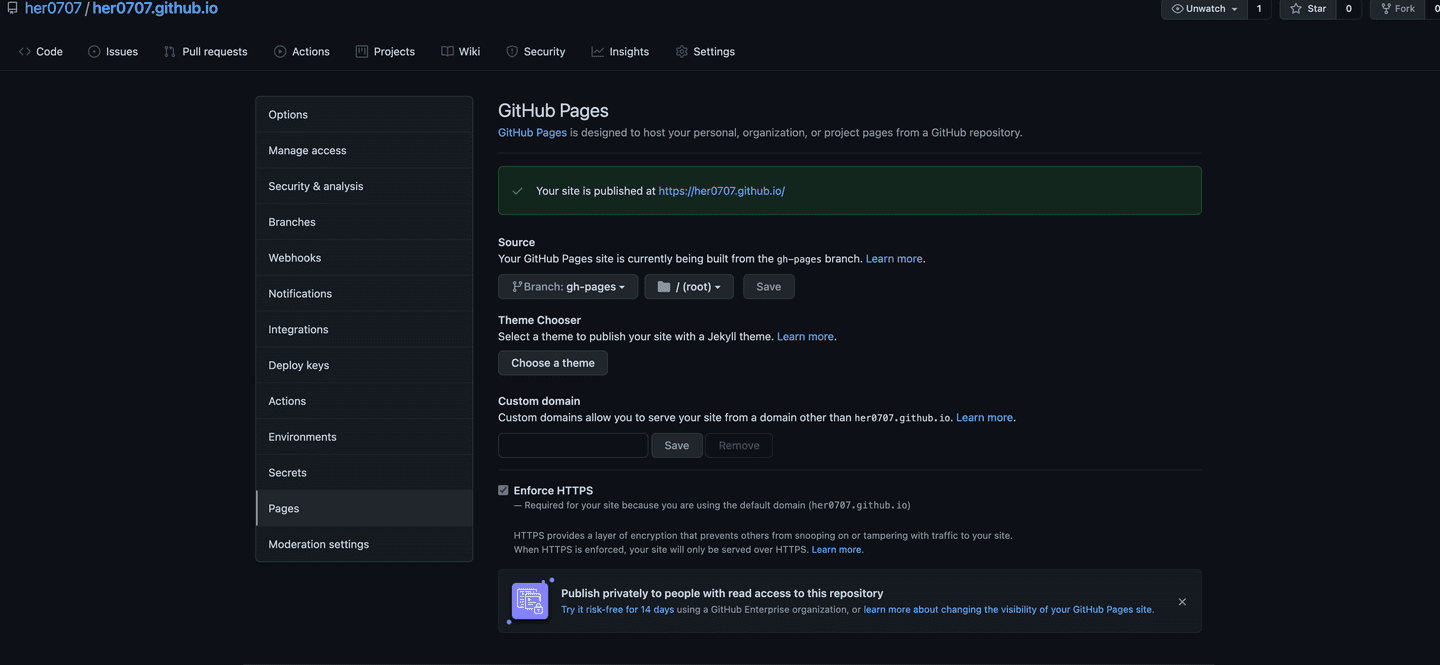 her0707 / her0707.github.io
Unwatch 1 Star 0 Fork 0
Code Issues Pull requests Actions Projects Wiki Security Insights Settings
Options
Manage access
Security & analysis
Branches
Webhooks
Notifications
Integrations
Deploy keys
Actions
Environments
Secrets
Pages
Moderation settings
GitHub Pages
GitHub Pages is designed to host your personal, organization, or project pages from a GitHub repository.
Your site is published at https://her0707.github.io/
Source
Your GitHub Pages site is currently being built from the gh-pages branch. Learn more.
Branch: gh-pages / (root) Save
Theme Chooser
Select a theme to publish your site with a Jekyll theme. Learn more.
Choose a theme
Custom domain
Custom domains allow you to serve your site from a domain other than her0707.github.io. Learn more.
Save Remove
Enforce HTTPS
— Required for your site because you are using the default domain (her0707.github.io)
HTTPS provides a layer of encryption that prevents others from snooping on or tampering with traffic to your site.
When HTTPS is enforced, your site will only be served over HTTPS. Learn more.
Publish privately to people with read access to this repository
Try it risk-free for 14 days using a GitHub Enterprise organization, or learn more about changing the visibility of your GitHub Pages site.